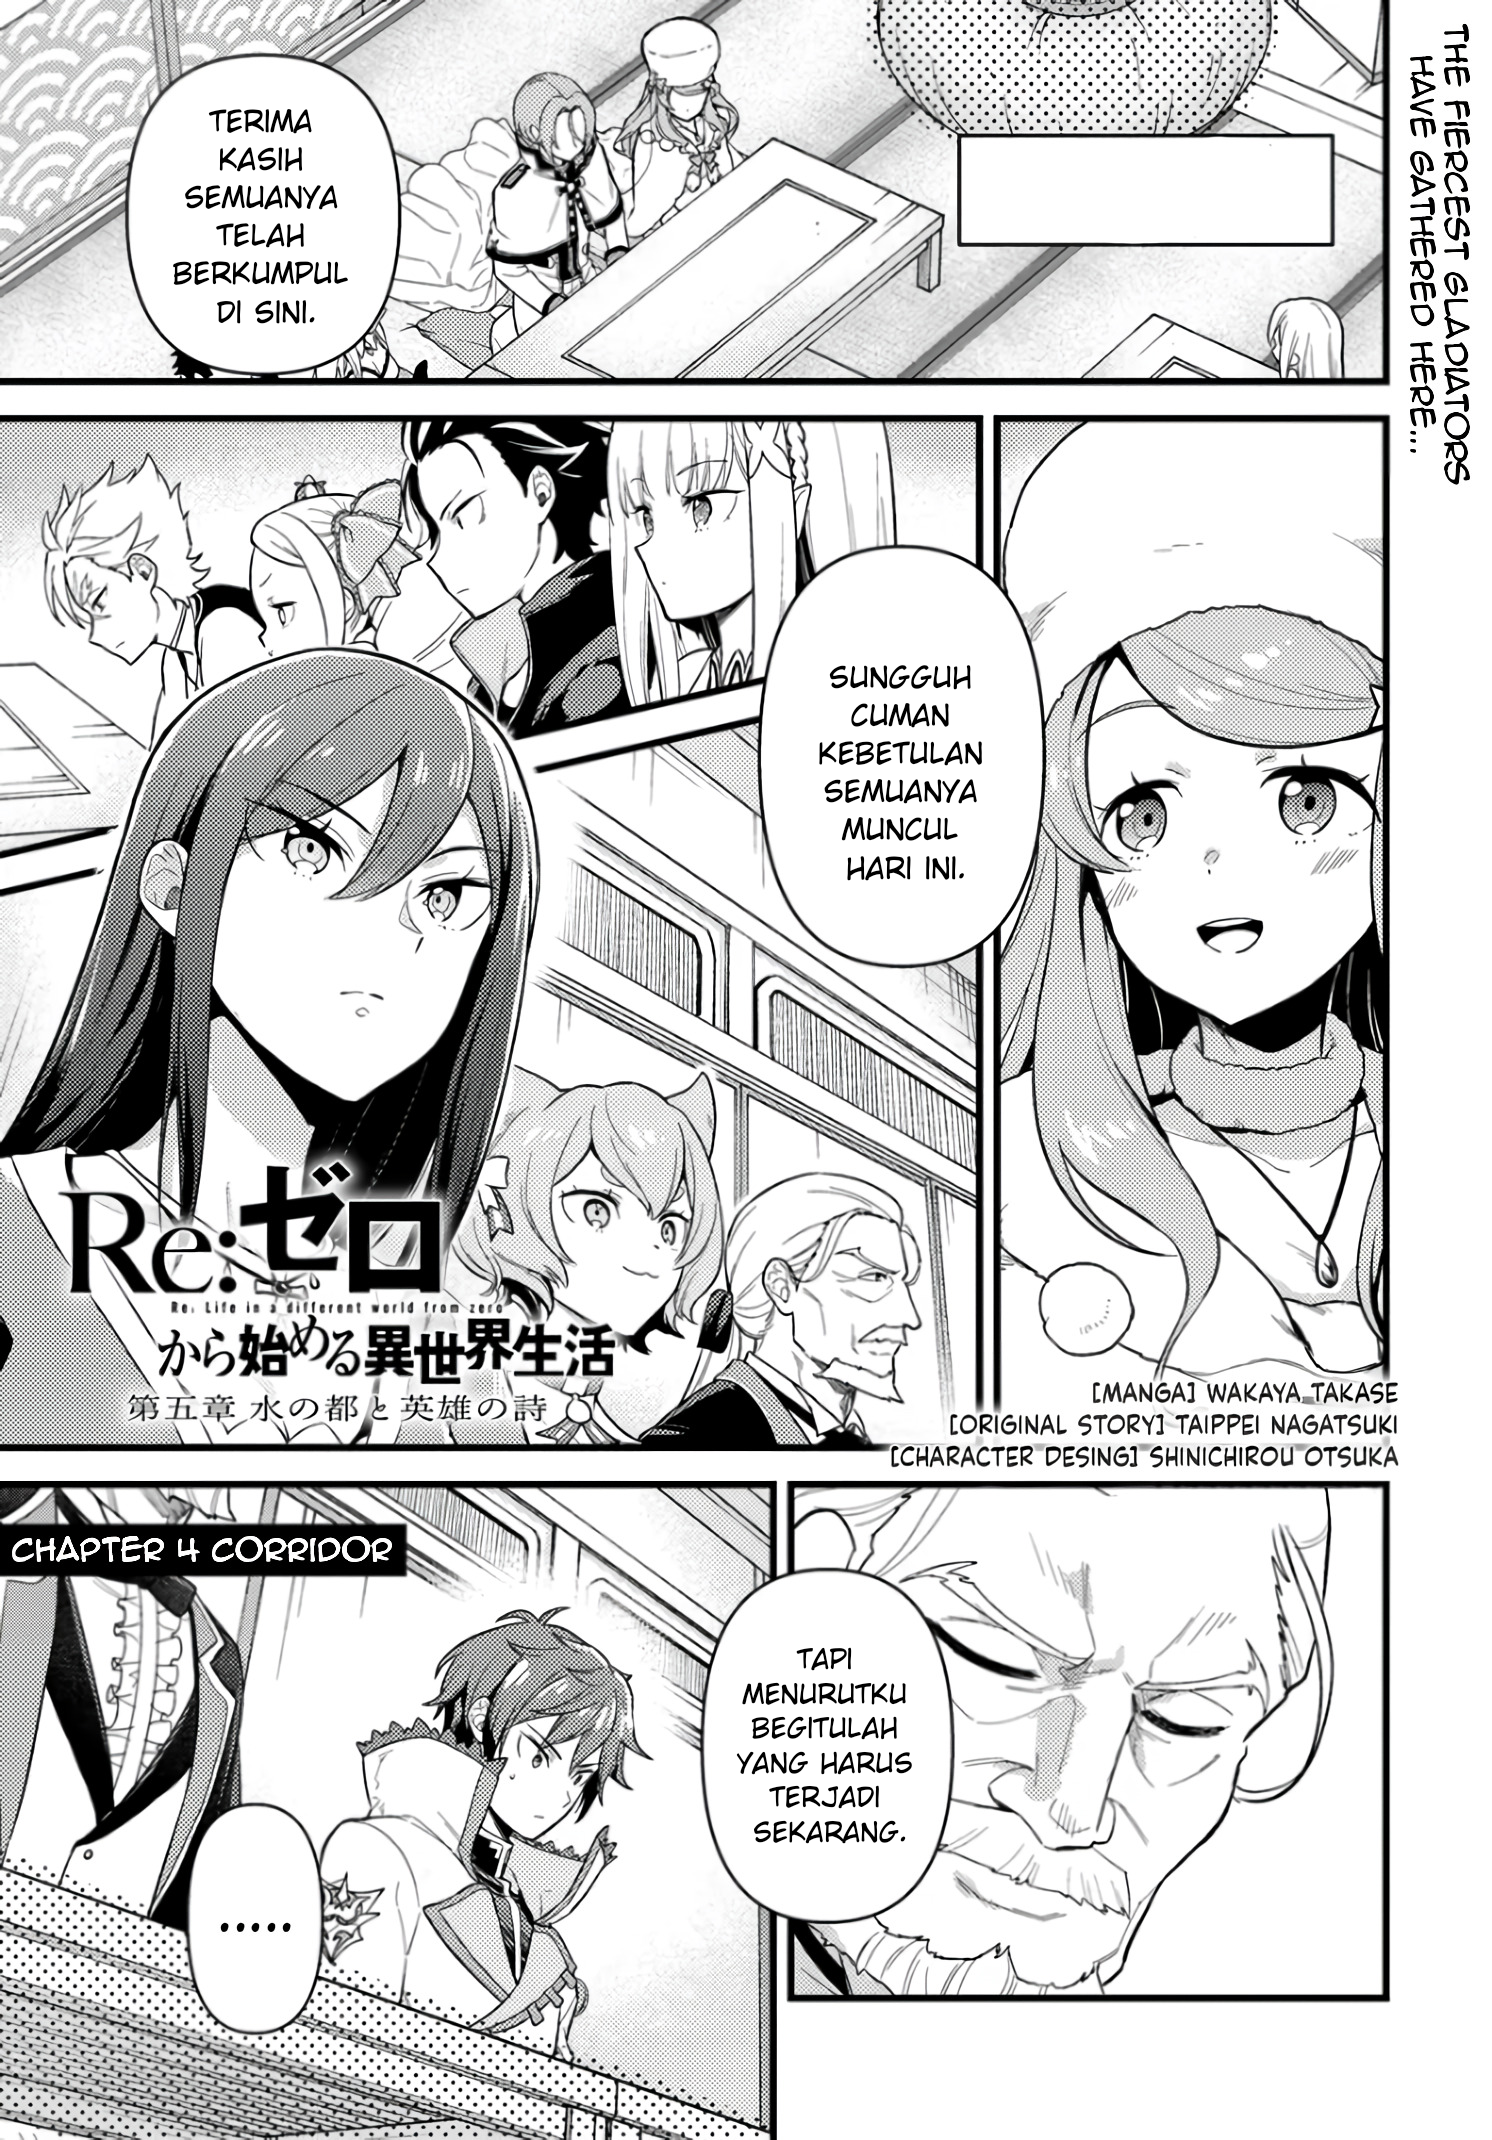 THE FIERCEST GLADIATORS
HAVE GATHERED HERE...
TERIMA
KASIH
SEMUANYA
TELAH
BERKUMPUL
DI SINI.
SUNGGUH
CUMAN
KEBETULAN
SEMUANYA
MUNCUL
HARI INI.
Re:ゼロ
Re: Life in a different world from zero
から始める異世界生活
第五章 水の都と英雄の詩
[MANGA] WAKAYA TAKASE
[ORIGINAL STORY] TAIPPEI NAGATSUKI
[CHARACTER DESING] SHINICHIROU OTSUKA
CHAPTER 4 CORRIDOR
TAPI
MENURUTKU
BEGITULAH
YANG HARUS
TERJADI
SEKARANG.
.....